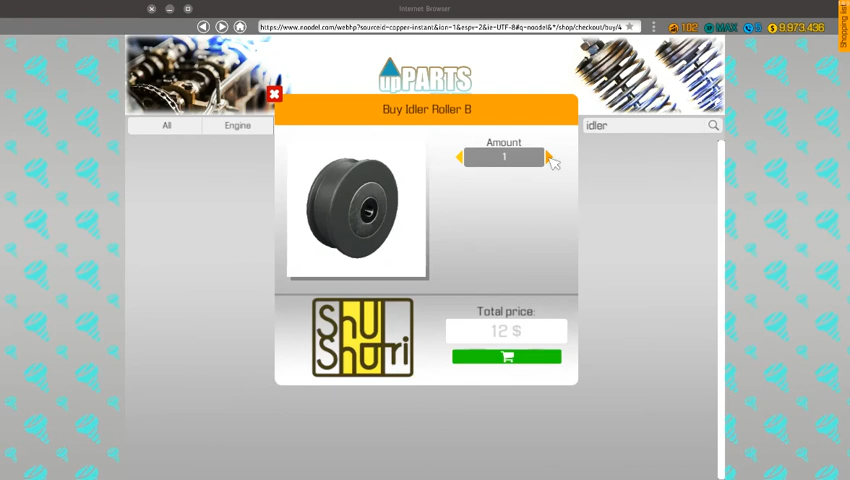 Internet Browser
https://www.noodel.com/webhp?sourceid=copper-instant&ion=1&espv=2&ie=UTF-8#q=noodel&*/shop/checkout/buy/4
102 MAX 8 9.973.436
Shopping list
upPARTS
Buy Idler Roller B
All Engine idler
Amount
1
Shu
Shutri
Total price:
12 $